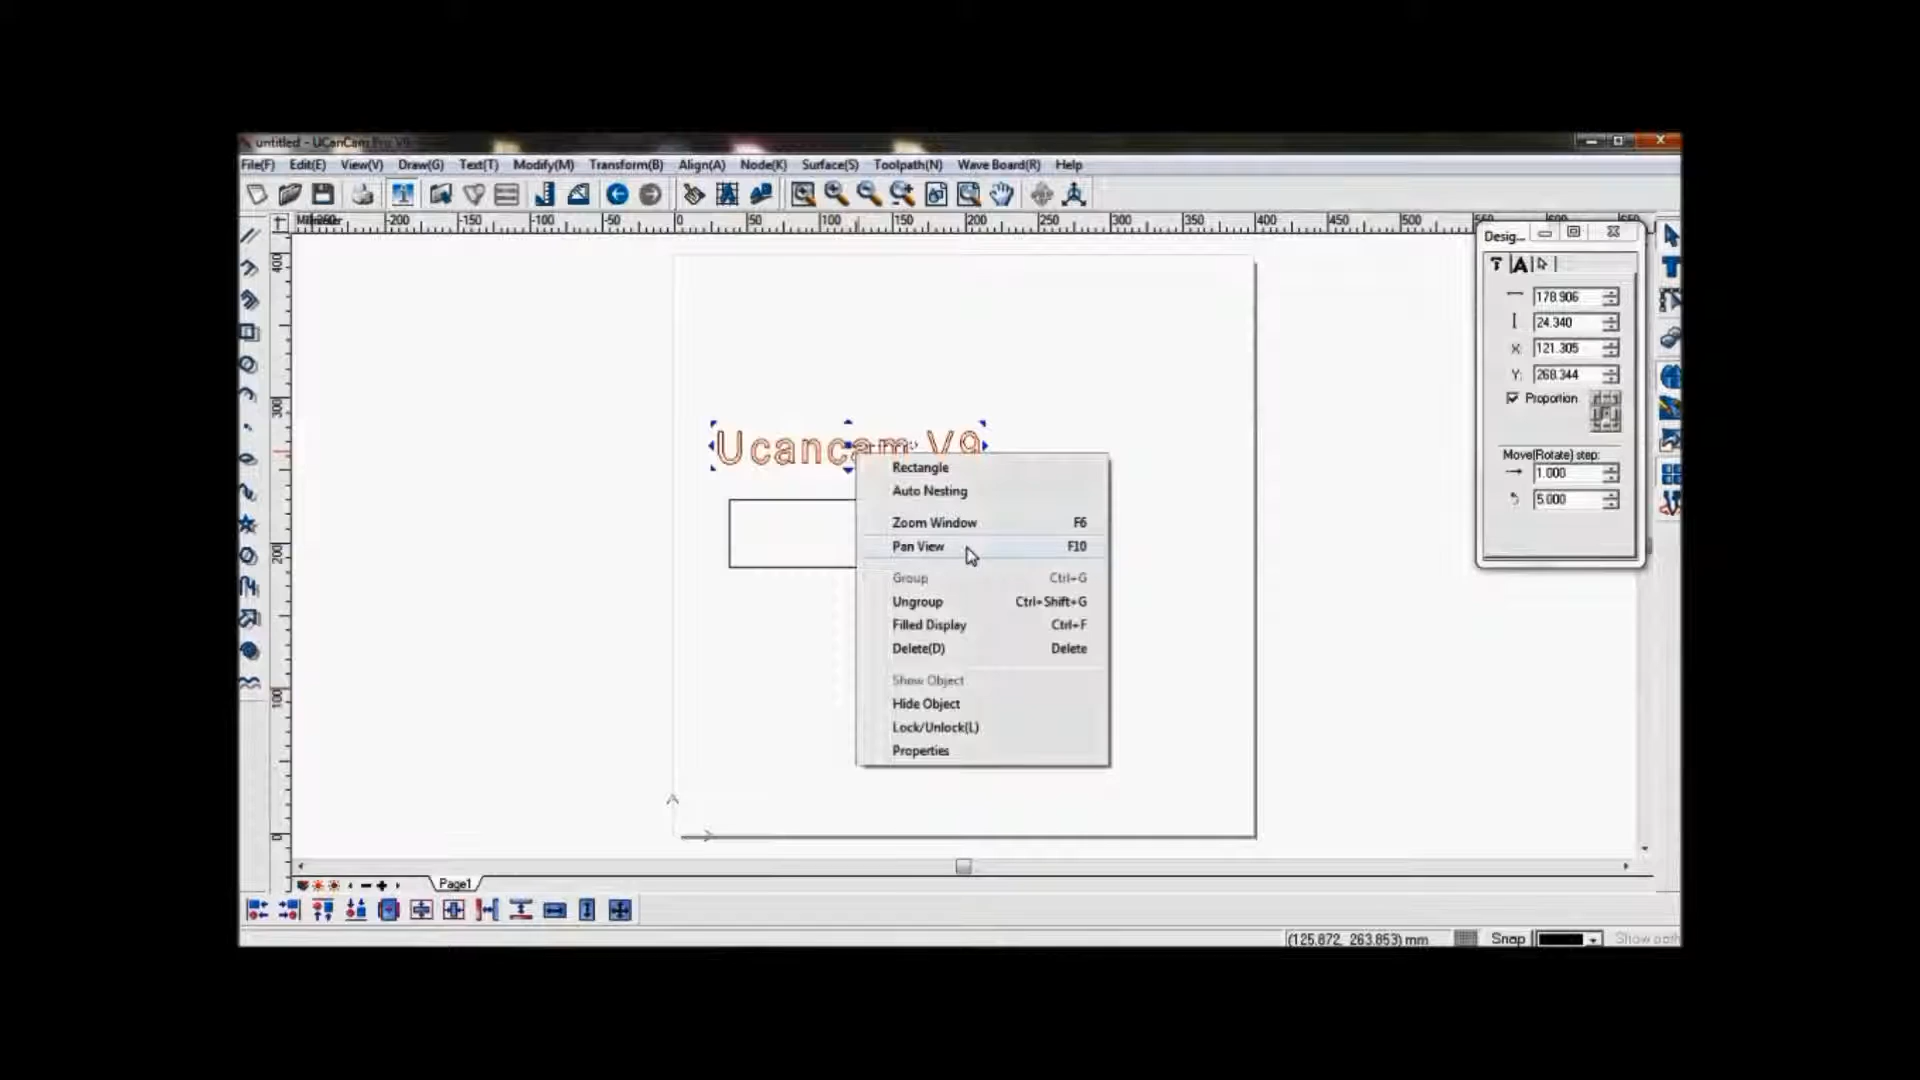 untitled - UCanCam Pro V9
File(F) Edit(E) View(V) Draw(G) Text(T) Modify(M) Transform(B) Align(A) Node(K) Surface(S) Toolpath(N) Wave Board(R) Help
-200 -150 -100 -50 0 50 100 150 200 250 300 350 400 450 500
400
300
200
100
0
Desig...
178.906
24.340
X: 121.305
Y: 268.344
Proportion
Move(Rotate) step:
1.000
5.000
Ucancam V9
Rectangle
Auto Nesting
Zoom Window F6
Pan View F10
Group Ctrl+G
Ungroup Ctrl+Shift+G
Filled Display Ctrl+F
Delete(D) Delete
Show Object
Hide Object
Lock/Unlock(L)
Properties
Page1
(125.872, 263.853) mm Snap Show path